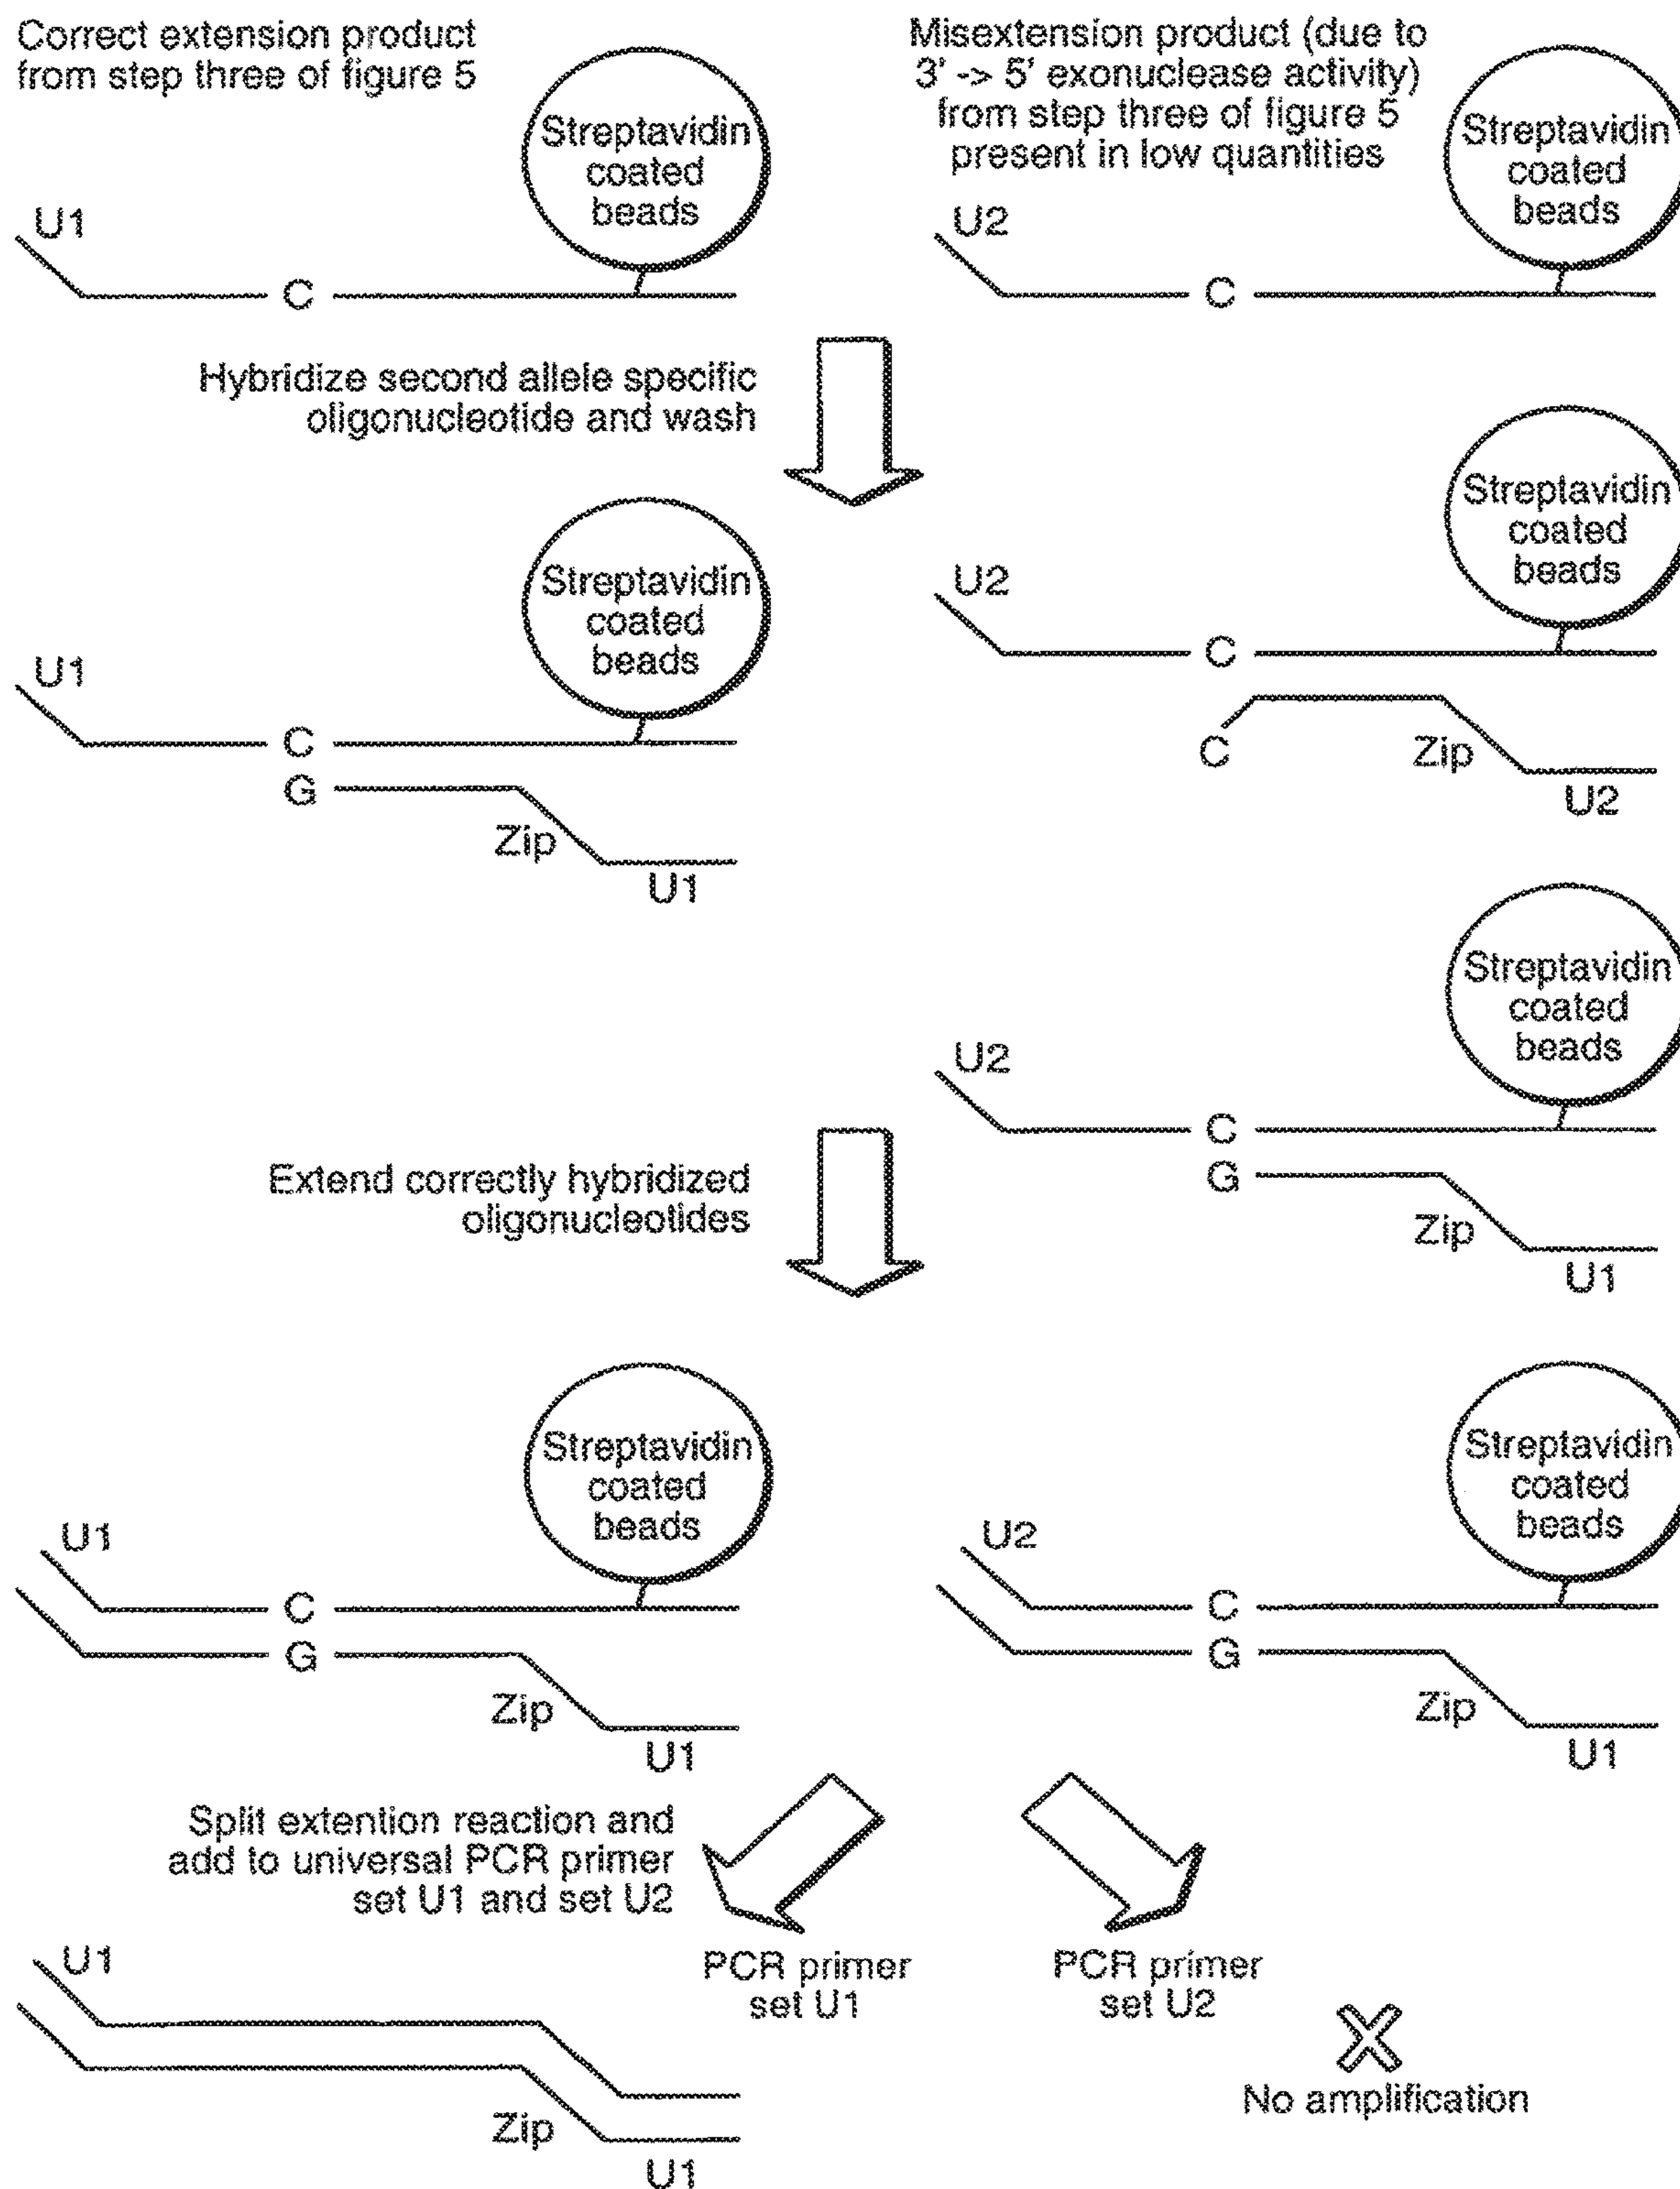 Correct extension product
from step three of figure 5
Streptavidin
coated
beads
U1
C
Misextension product (due to
3' -> 5' exonuclease activity)
from step three of figure 5
present in low quantities
Streptavidin
coated
beads
U2
C
Hybridize second allele specific
oligonucleotide and wash
Streptavidin
coated
beads
U1
C
G
Zip
U1
Streptavidin
coated
beads
U2
C
C
Zip
U2
Streptavidin
coated
beads
U2
C
G
Zip
U1
Extend correctly hybridized
oligonucleotides
Streptavidin
coated
beads
U1
C
G
Zip
U1
Streptavidin
coated
beads
U2
C
G
Zip
U1
Split extention reaction and
add to universal PCR primer
set U1 and set U2
PCR primer
set U1
PCR primer
set U2
U1
Zip
U1
No amplification